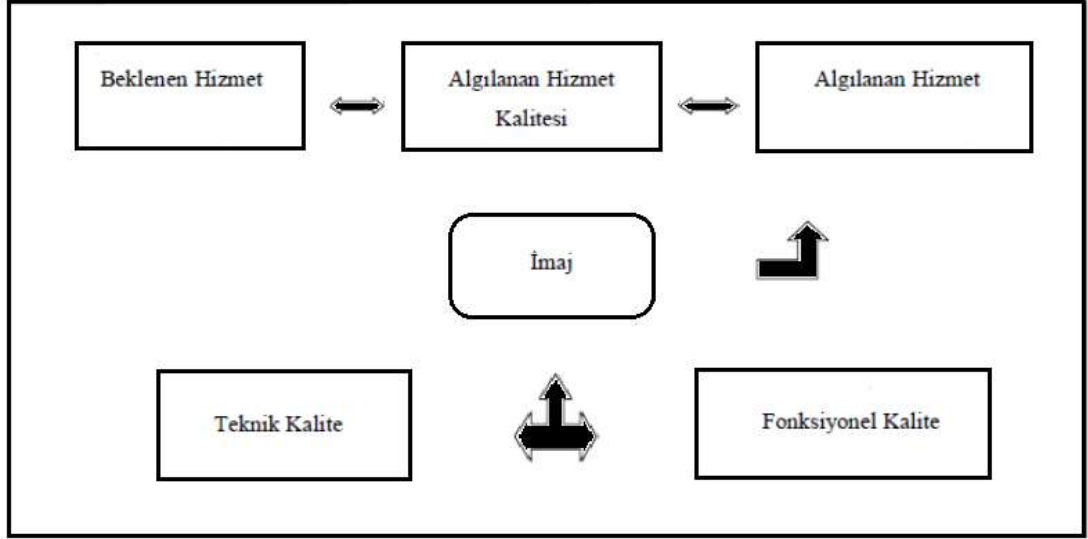 Beklenen Hizmet
Algılanan Hizmet
Kalitesi
Algılanan Hizmet
İmaj
Teknik Kalite
Fonksiyonel Kalite